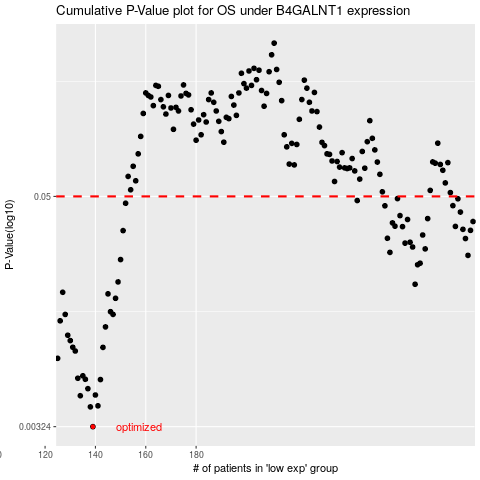 Cumulative P-Value plot for OS under B4GALNT1 expression
P-Value(log10)
0.05
0.00324
optimized
0
120
140
160
180
# of patients in 'low exp' group